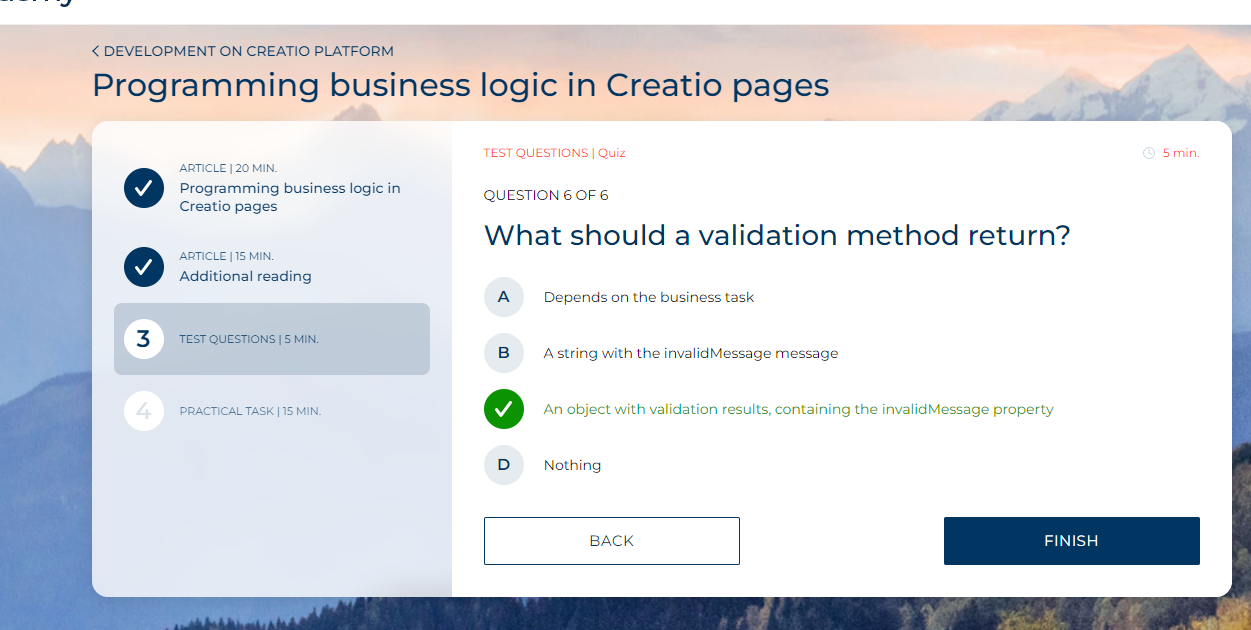 DEVELOPMENT ON CREATIO PLATFORM
Programming business logic in Creatio pages
ARTICLE | 20 MIN.
Programming business logic in
Creatio pages
ARTICLE | 15 MIN.
Additional reading
3
TEST QUESTIONS | 5 MIN.
4
PRACTICAL TASK | 15 MIN.
TEST QUESTIONS | Quiz
5 min.
QUESTION 6 OF 6
What should a validation method return?
A Depends on the business task
B A string with the invalidMessage message
An object with validation results, containing the invalidMessage property
D Nothing
BACK
FINISH